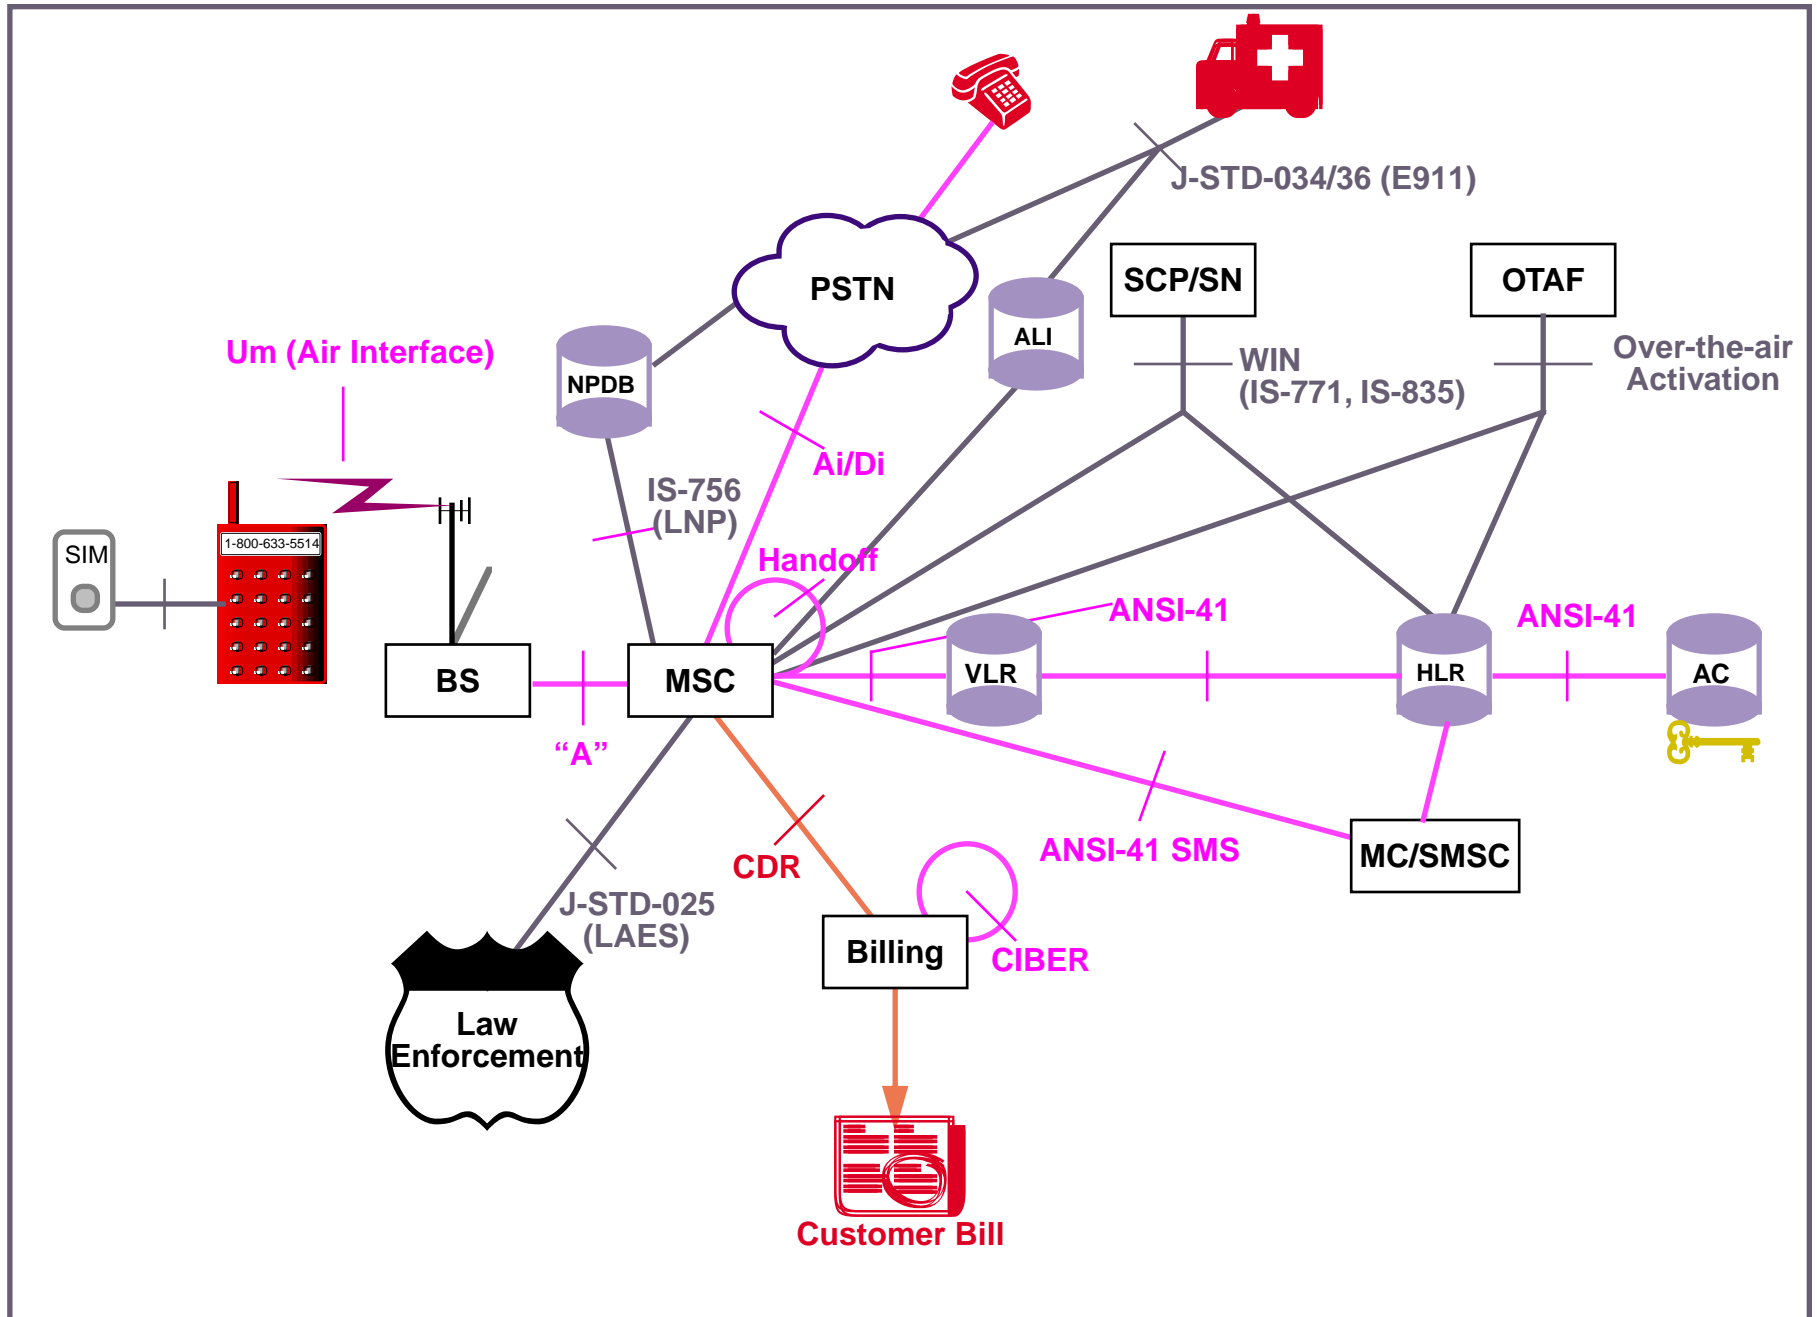 J-STD-034/36 (E911)
PSTN
SCP/SN
OTAF
ALI
Um (Air Interface)
NPDB
WIN
(IS-771, IS-835)
Over-the-air
Activation
Ai/Di
IS-756
(LNP)
1-800-633-5514
SIM
Handoff
ANSI-41
ANSI-41
BS
MSC
VLR
HLR
AC
“A”
ANSI-41 SMS
MC/SMSC
CDR
J-STD-025
(LAES)
Billing
CIBER
Law
Enforcement
Customer Bill